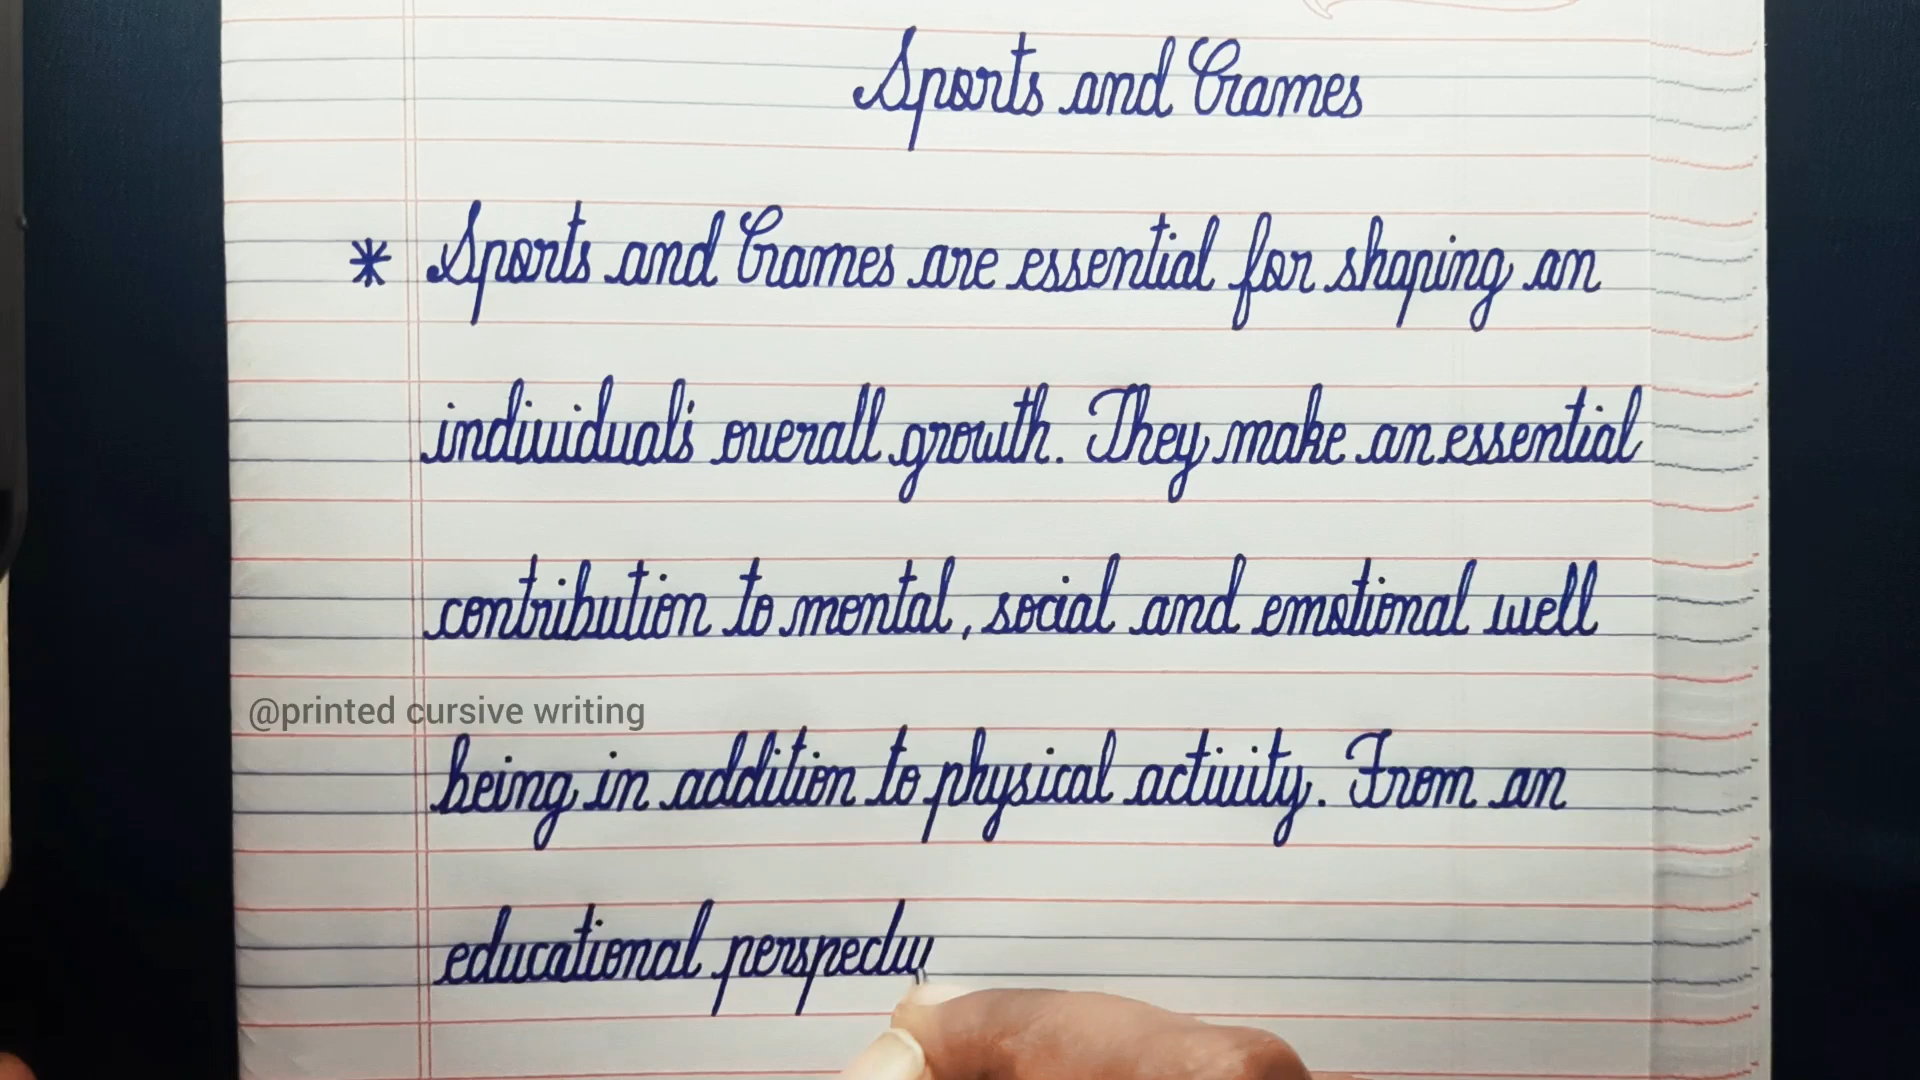 Sports and Games
* Sports and Games are essential for shaping an
individual's overall growth. They make an essential
contribution to mental, social and emotional well
@printed cursive writing
being in addition to physical activity. From an
educational